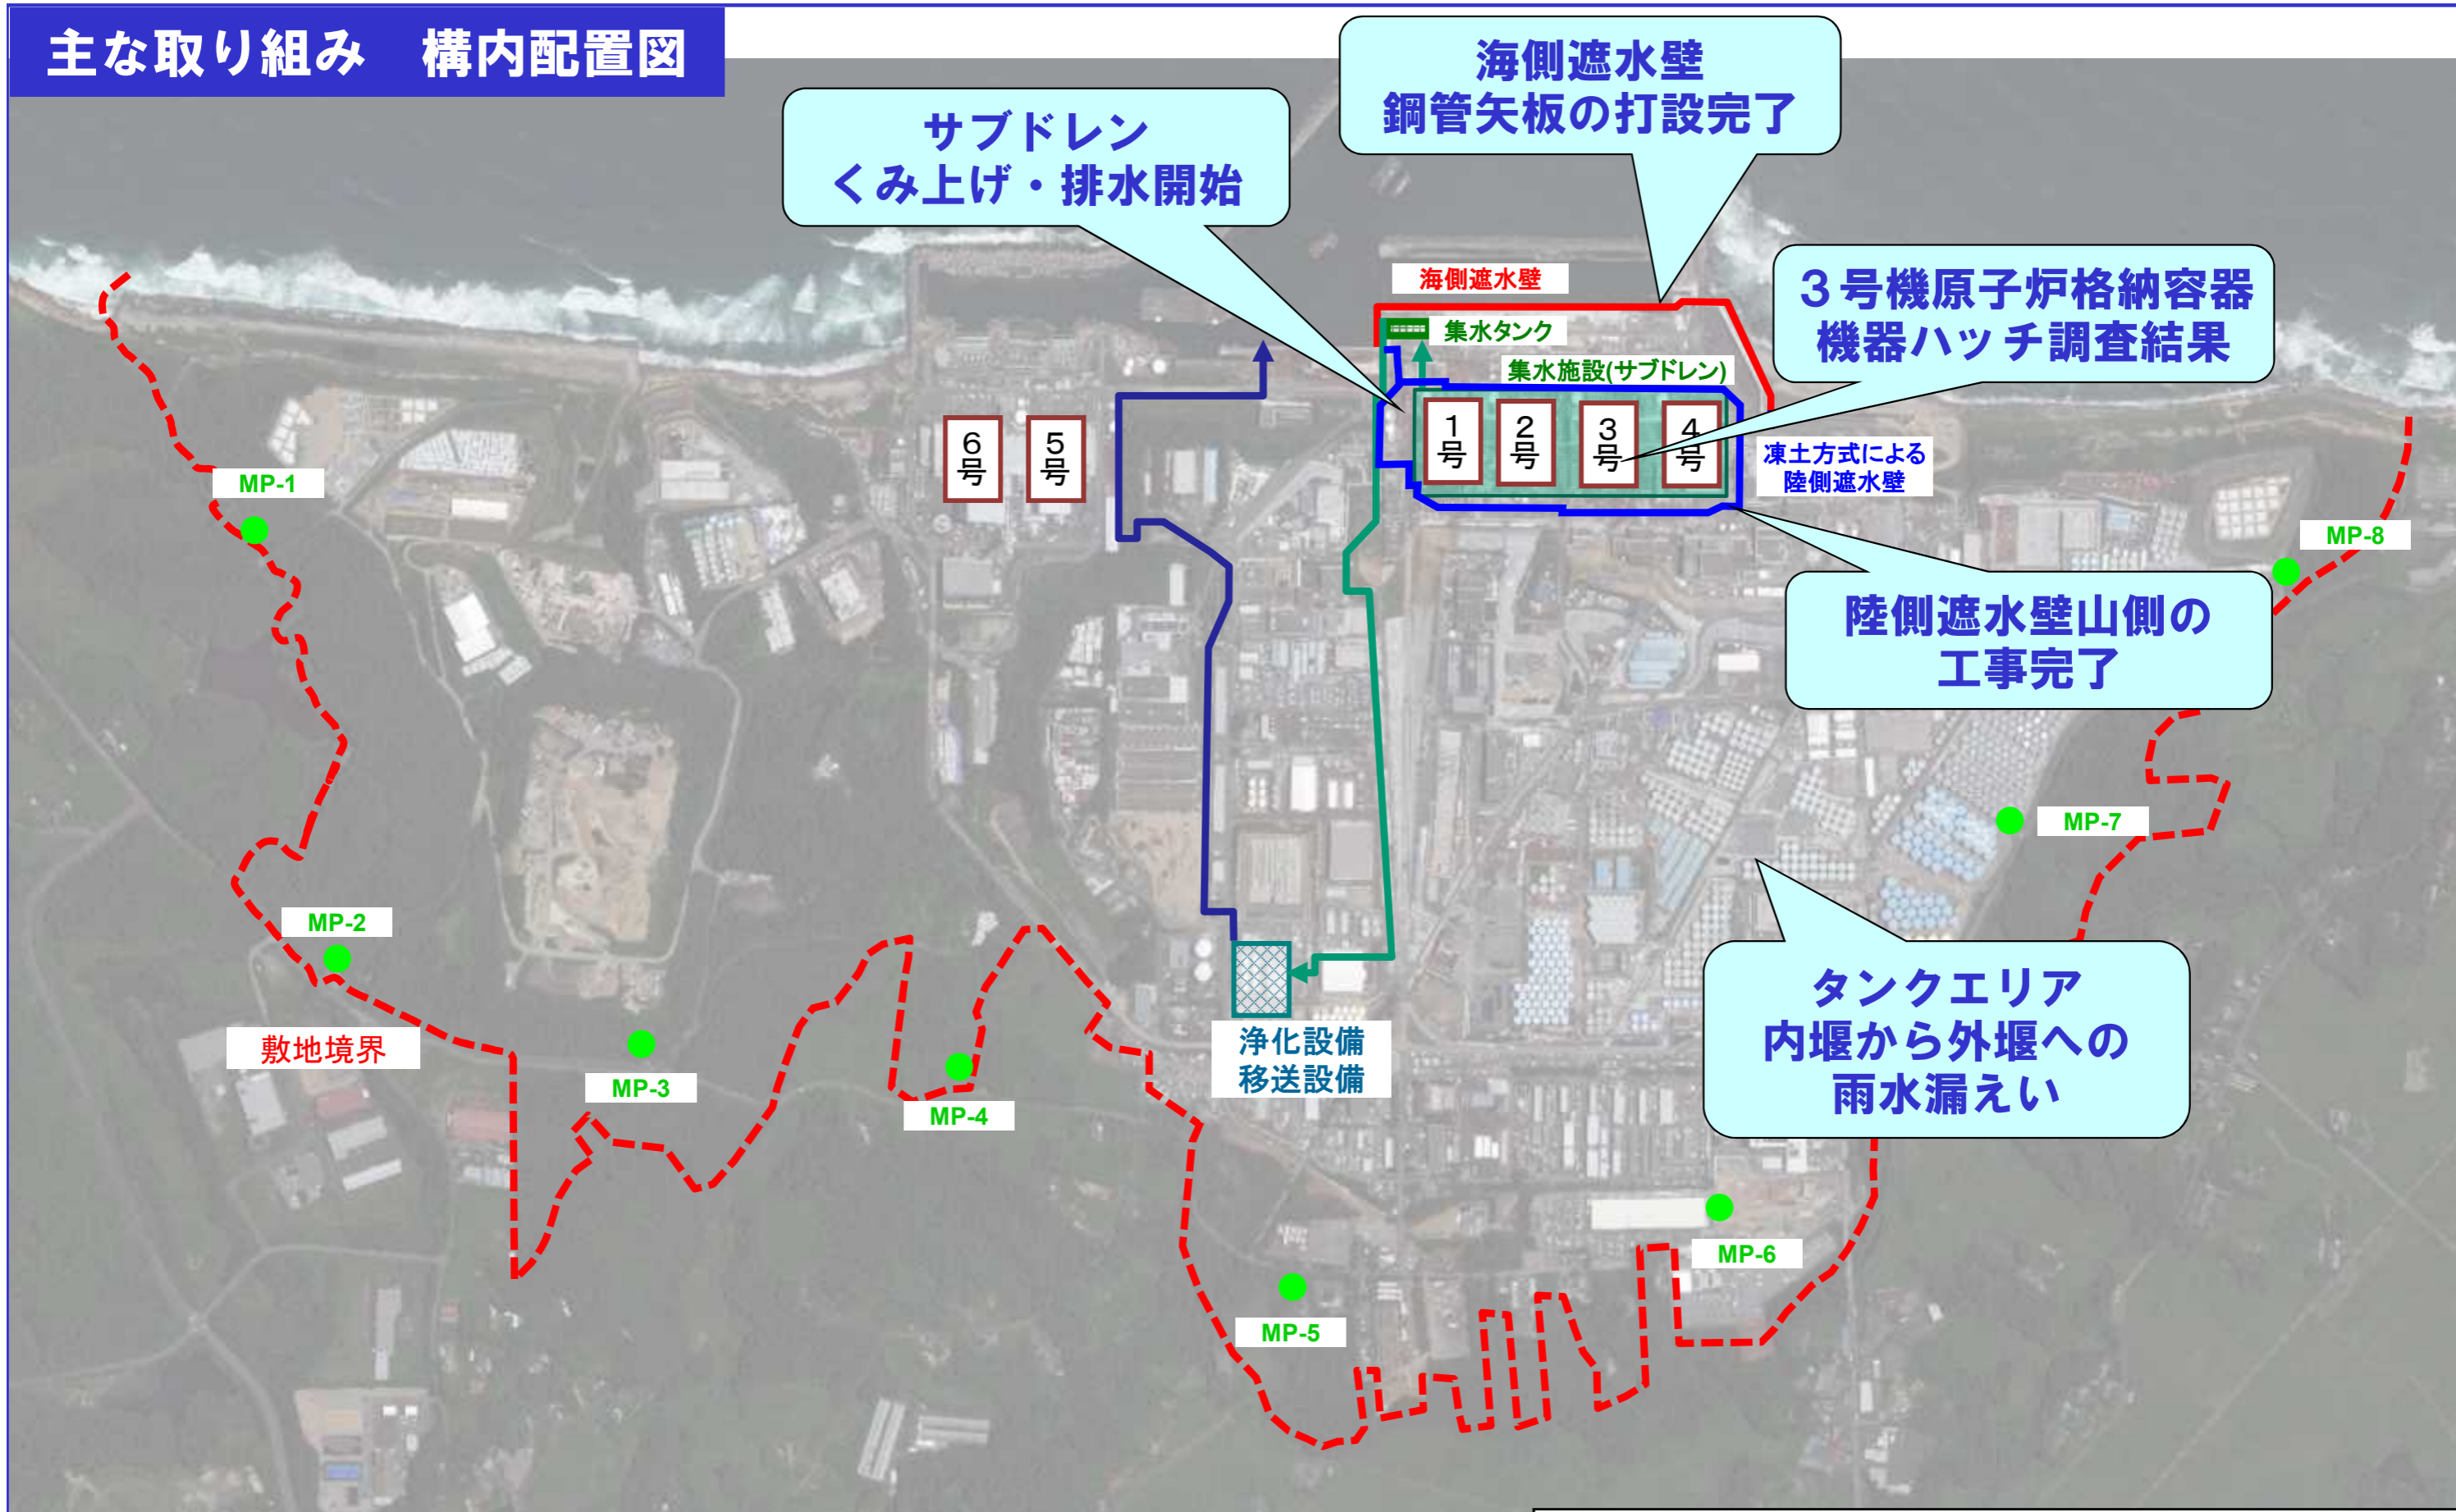 主な取り組み　構内配置図
海側遮水壁
鋼管矢板の打設完了
サブドレン
くみ上げ・排水開始
３号機原子炉格納容器
機器ハッチ調査結果
海側遮水壁
集水タンク
集水施設(サブドレン)
6号
5号
1号
2号
3号
4号
凍土方式による
陸側遮水壁
MP-1
MP-8
陸側遮水壁山側の
工事完了
MP-7
MP-2
タンクエリア
内堰から外堰への
雨水漏えい
敷地境界
浄化設備
移送設備
MP-3
MP-4
MP-6
MP-5